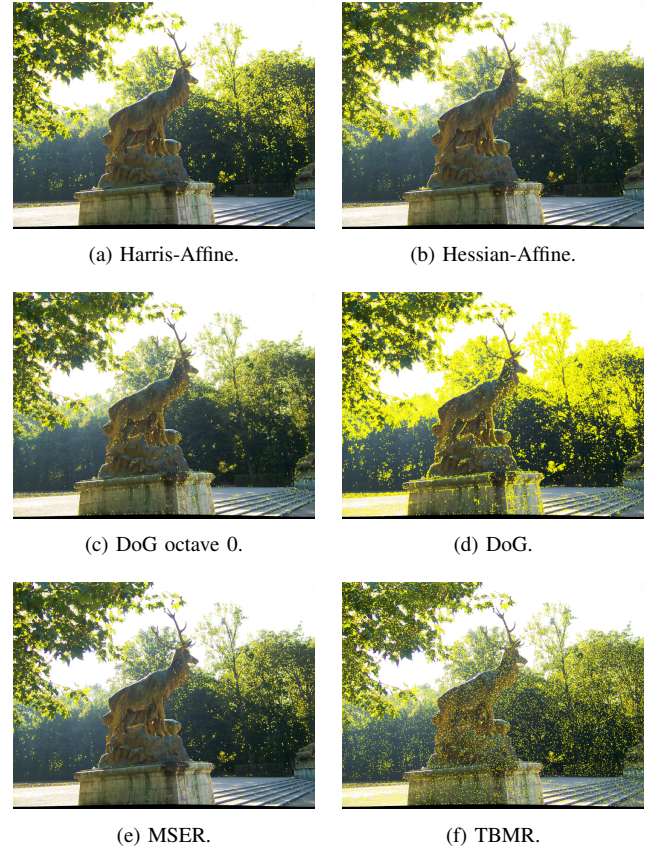 (a) Harris-Affine.
(b) Hessian-Affine.
(c) DoG octave 0.
(d) DoG.
(e) MSER.
(f) TBMR.